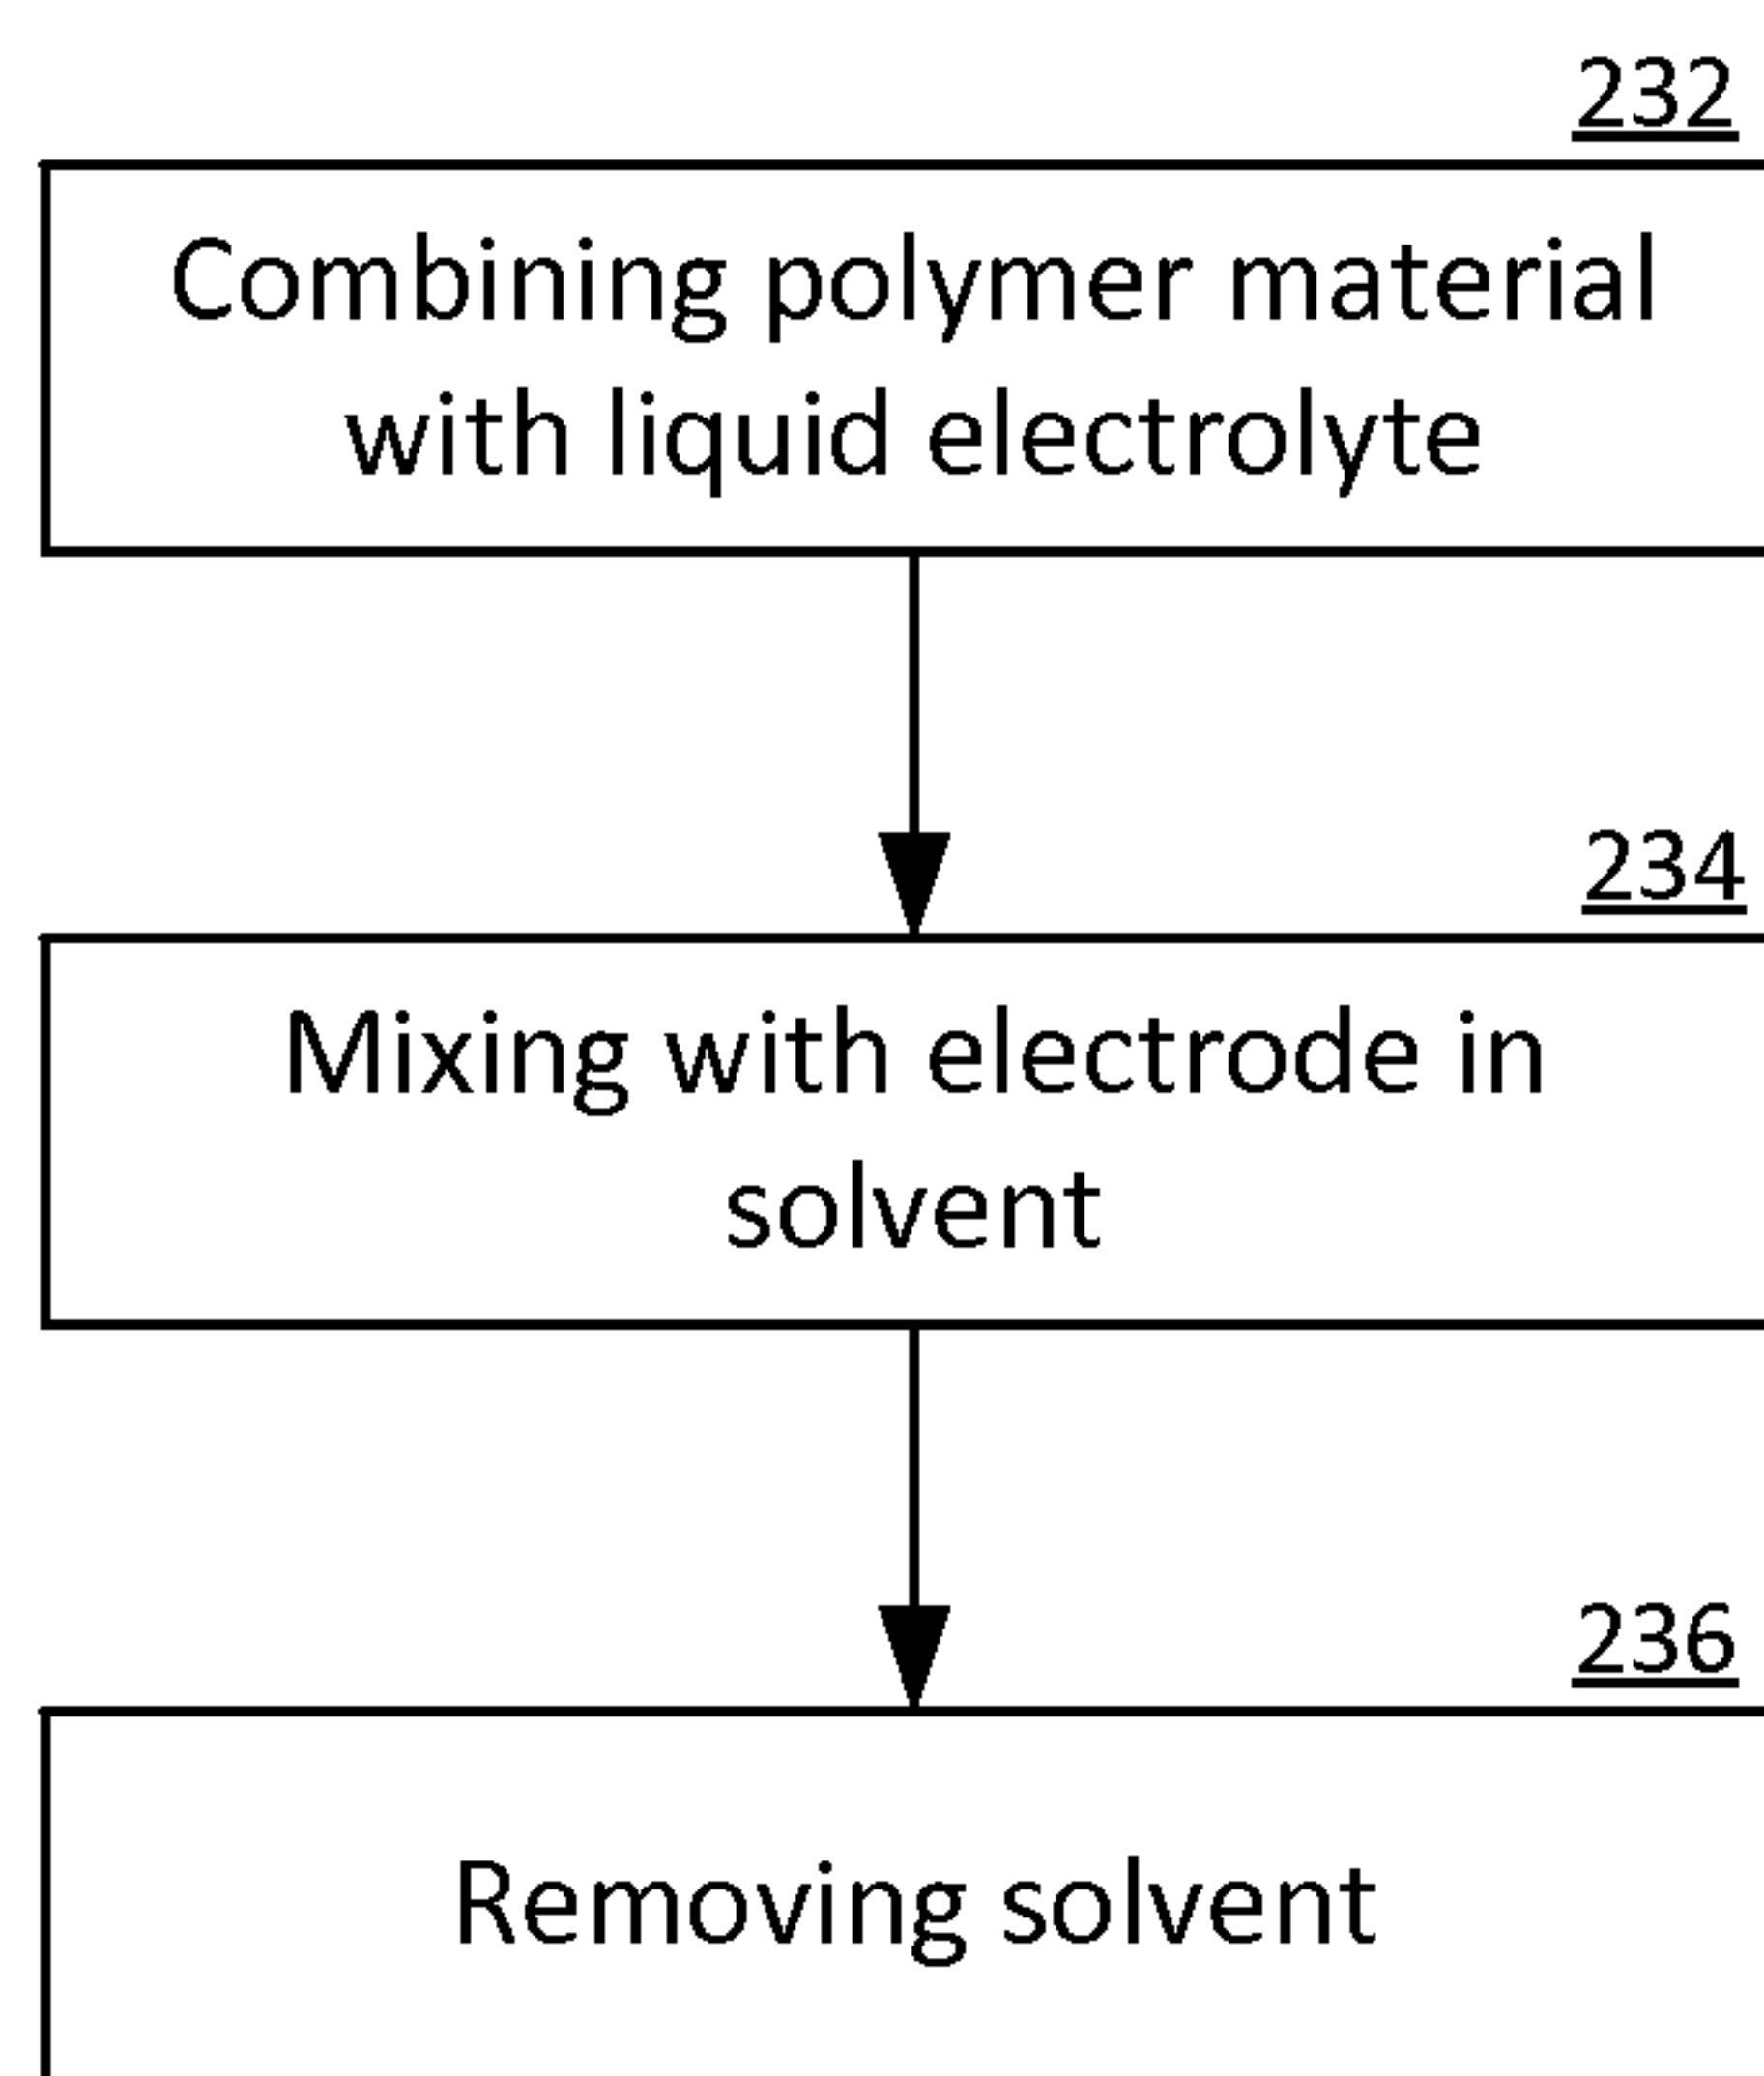 232
Combining polymer material
with liquid electrolyte
234
Mixing with electrode in
solvent
236
Removing solvent